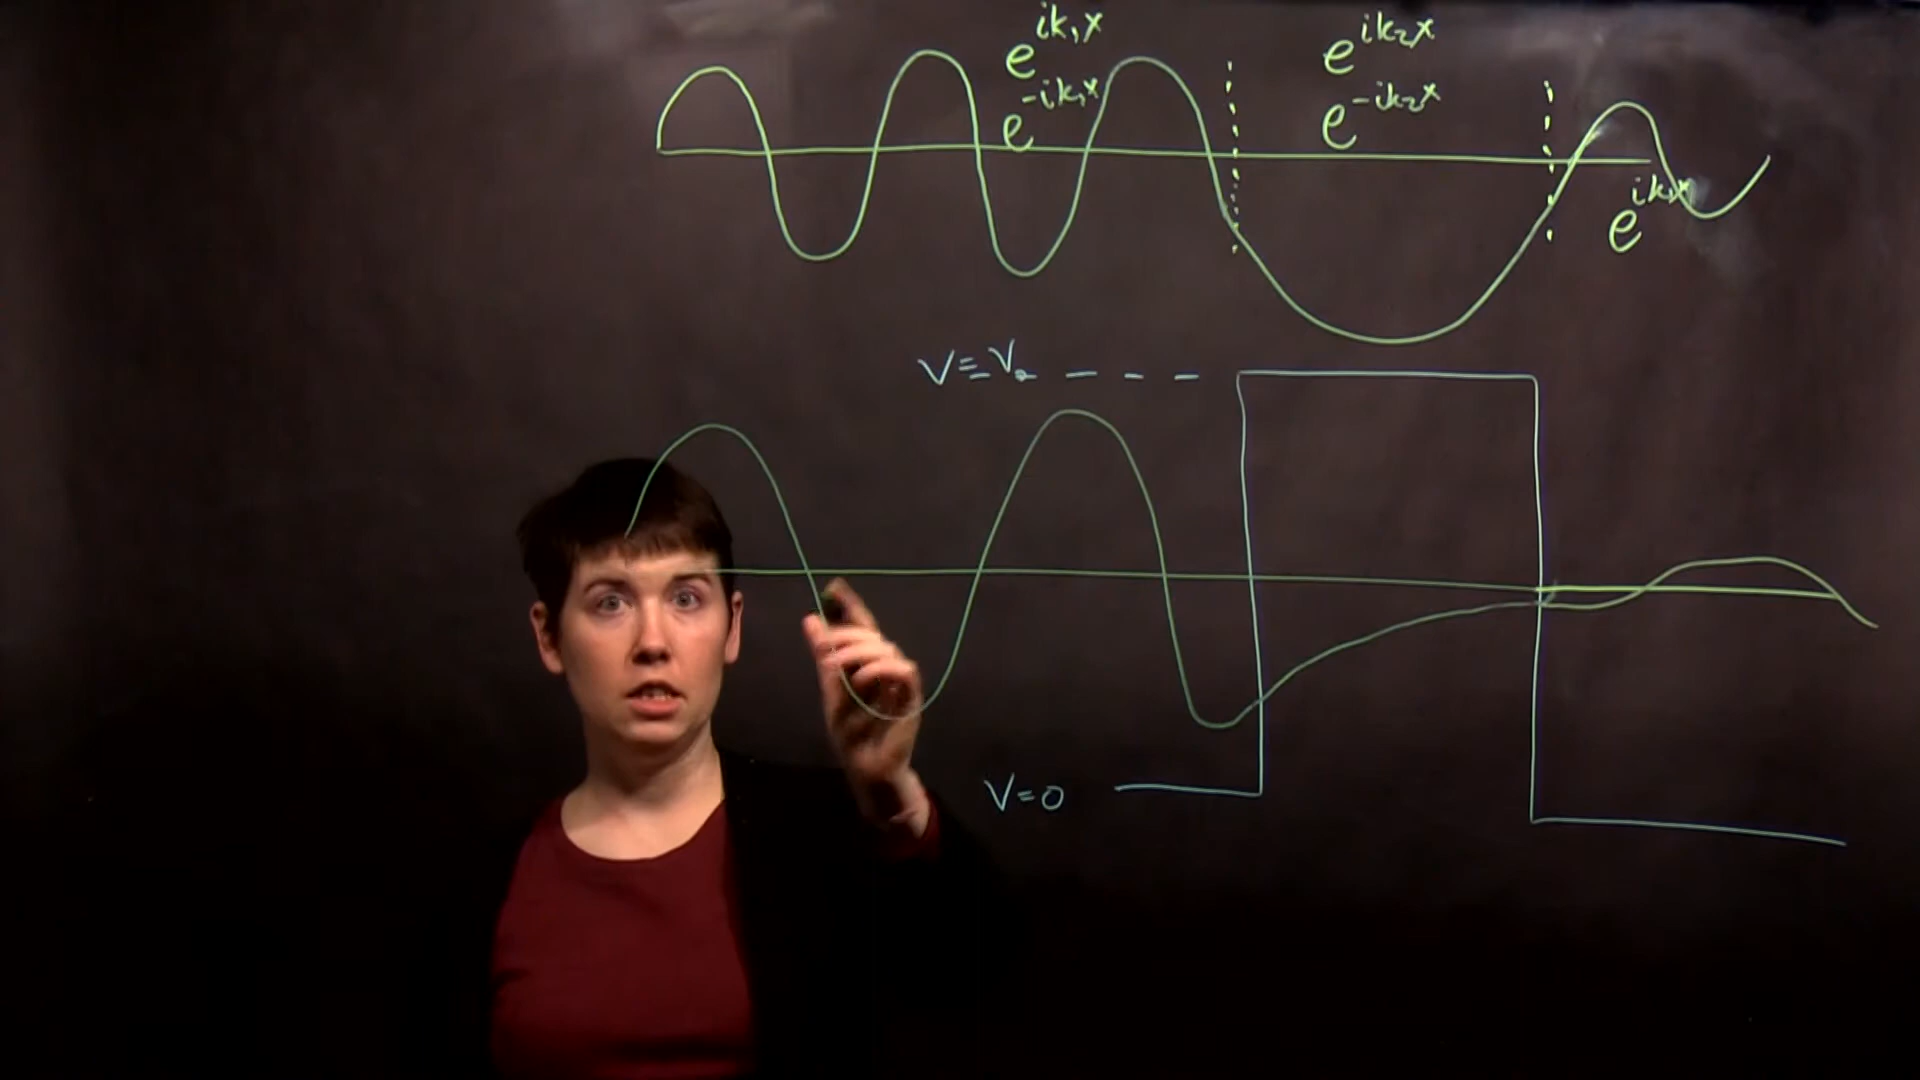 e^{ik₁x}
e^{-ik₁x}
e^{ik₂x}
e^{-ik₂x}
e^{ik₁x}
V=V₀
V=0